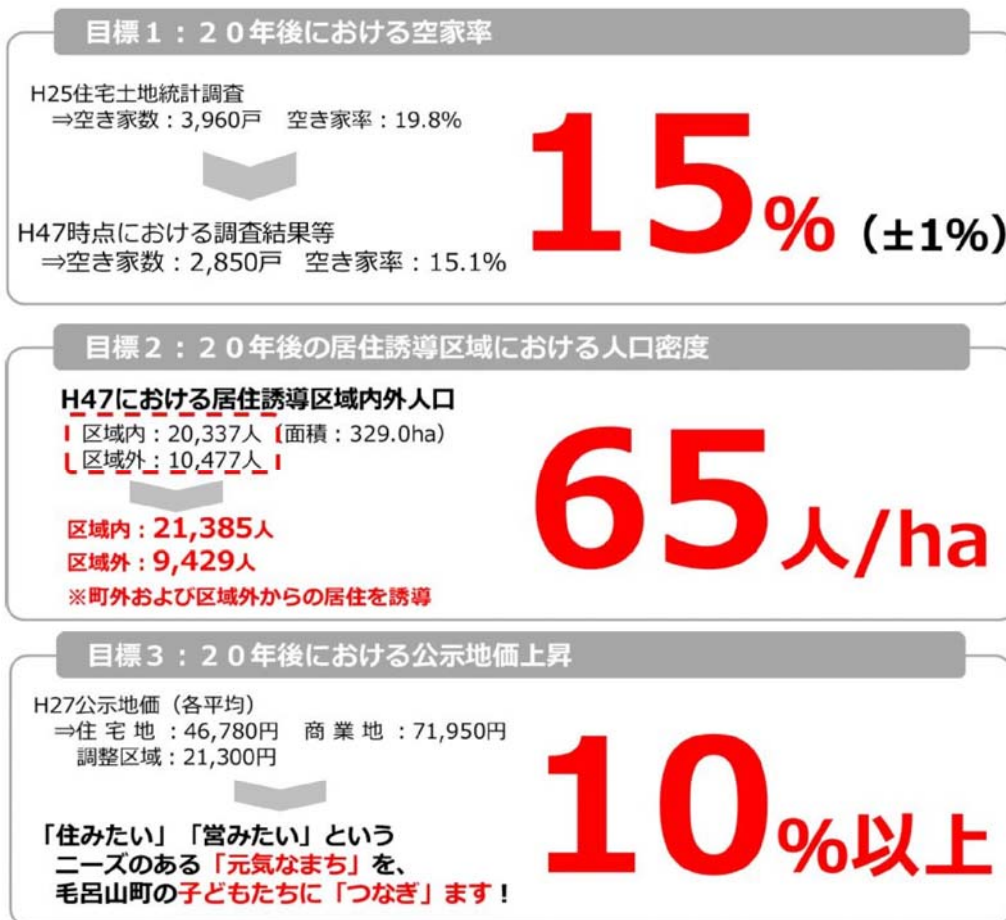 目標１：２０年後における空家率
H25住宅土地統計調査
⇒空き家数：3,960戸　空き家率：19.8%
H47時点における調査結果等
⇒空き家数：2,850戸　空き家率：15.1%
15%（±1%）
目標２：２０年後の居住誘導区域における人口密度
H47における居住誘導区域内外人口
区域内：20,337人（面積：329.0ha）
区域外：10,477人
区域内：21,385人
区域外：9,429人
※町外および区域外からの居住を誘導
65人/ha
目標３：２０年後における公示地価上昇
H27公示地価（各平均）
⇒住 宅 地 ：46,780円　商 業 地 ：71,950円
調整区域：21,300円
「住みたい」「営みたい」という
ニーズのある「元気なまち」を、
毛呂山町の子どもたちに「つなぎ」ます！
10%以上